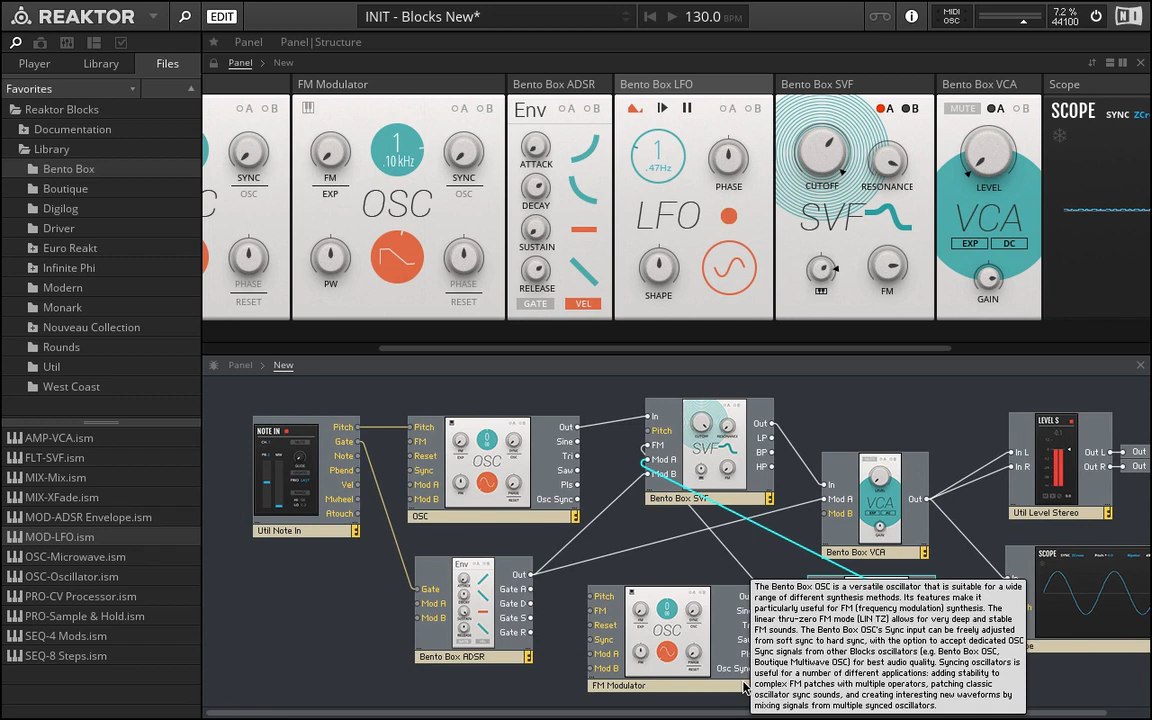 REAKTOR
EDIT
INIT - Blocks New*
130.0 BPM
MIDI
OSC
7.2 %
44100
Panel
Panel|Structure
Player
Library
Files
Panel
New
Favorites
Reaktor Blocks
Documentation
Library
Bento Box
Boutique
Digilog
Driver
Euro Reakt
Infinite Phi
Modern
Monark
Nouveau Collection
Rounds
Util
West Coast
AMP-VCA.ism
FLT-SVF.ism
MIX-Mix.ism
MIX-XFade.ism
MOD-ADSR Envelope.ism
MOD-LFO.ism
OSC-Microwave.ism
OSC-Oscillator.ism
PRO-CV Processor.ism
PRO-Sample & Hold.ism
SEQ-4 Mods.ism
SEQ-8 Steps.ism
A B
SYNC
OSC
PHASE
RESET
FM Modulator
A B
1
.10 kHz
FM
EXP
SYNC
OSC
OSC
PW
PHASE
RESET
Bento Box ADSR
Env
A B
ATTACK
DECAY
SUSTAIN
RELEASE
GATE
VEL
Bento Box LFO
A B
1
.47Hz
PHASE
LFO
SHAPE
Bento Box SVF
A B
CUTOFF
RESONANCE
SVF
FM
Bento Box VCA
MUTE
A B
LEVEL
VCA
EXP
DC
GAIN
Scope
SCOPE
SYNC
Panel
New
NOTE IN
Pitch
Gate
Note
Pbend
Vel
Mwheel
Atouch
Util Note In
Pitch
FM
Reset
Sync
Mod A
Mod B
OSC
Out
Sine
Tri
Saw
Pls
Osc Sync
OSC
In
Pitch
FM
Mod A
Mod B
SVF
Out
LP
BP
HP
Bento Box SVF
In
Mod A
Mod B
VCA
Out
Bento Box VCA
LEVEL S
In L
In R
Out L
Out R
Out
Out
Util Level Stereo
Gate
Mod A
Mod B
Env
Out
Gate A
Gate D
Gate S
Gate R
Bento Box ADSR
Pitch
FM
Reset
Sync
Mod A
Mod B
OSC
Osc Sync
FM Modulator
SCOPE
The Bento Box OSC is a versatile oscillator that is suitable for a wide
range of different synthesis methods. Its features make it
particularly useful for FM (frequency modulation) synthesis. The
linear thru-zero FM mode (LIN TZ) allows for very deep and stable
FM sounds. The Bento Box OSC's Sync input can be freely adjusted
from soft sync to hard sync, with the option to accept dedicated OSC
Sync signals from other Blocks oscillators (e.g. Bento Box OSC,
Boutique Multiwave OSC) for best audio quality. Syncing oscillators is
useful for a number of different applications: adding stability to
complex FM patches with multiple operators, patching classic
oscillator sync sounds, and creating interesting new waveforms by
mixing signals from multiple synced oscillators.